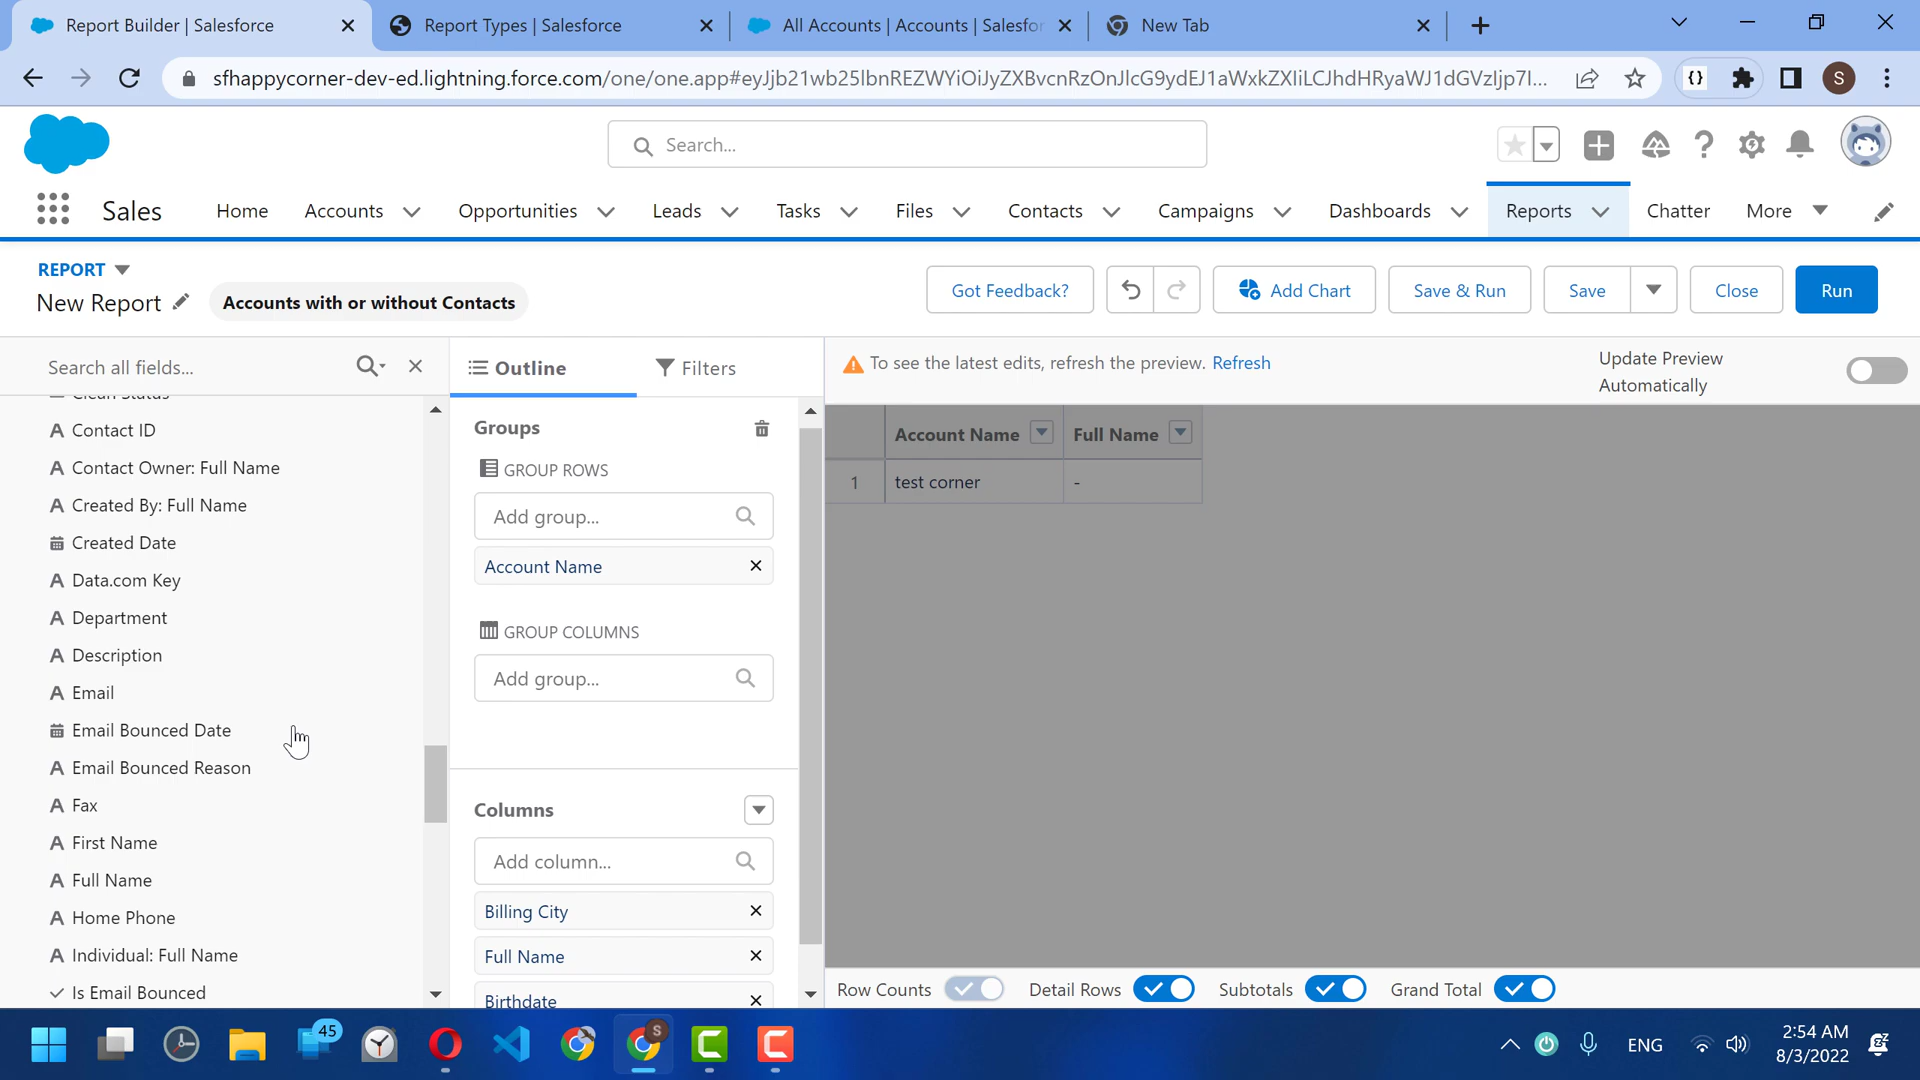 Report Builder | Salesforce
Report Types | Salesforce
All Accounts | Accounts | Salesfor
New Tab
sfhappycorner-dev-ed.lightning.force.com/one/one.app#eyJjb21wb25lbnREZWYiOiJyZXBvcnRzOnJlcG9ydEJ1aWxkZXIiLCJhdHRyaWJ1dGVzIjp7I...
S
Search...
Sales
Home
Accounts
Opportunities
Leads
Tasks
Files
Contacts
Campaigns
Dashboards
Reports
Chatter
More
REPORT
New Report
Accounts with or without Contacts
Got Feedback?
Add Chart
Save & Run
Save
Close
Run
Search all fields...
Clean Status
Contact ID
Contact Owner: Full Name
Created By: Full Name
Created Date
Data.com Key
Department
Description
Email
Email Bounced Date
Email Bounced Reason
Fax
First Name
Full Name
Home Phone
Individual: Full Name
Is Email Bounced
Outline
Filters
Groups
GROUP ROWS
Add group...
Account Name
GROUP COLUMNS
Add group...
Columns
Add column...
Billing City
Full Name
Birthdate
To see the latest edits, refresh the preview. Refresh
Update Preview
Automatically
Account Name
Full Name
1
test corner
-
Row Counts
Detail Rows
Subtotals
Grand Total
45
S
ENG
2:54 AM
8/3/2022